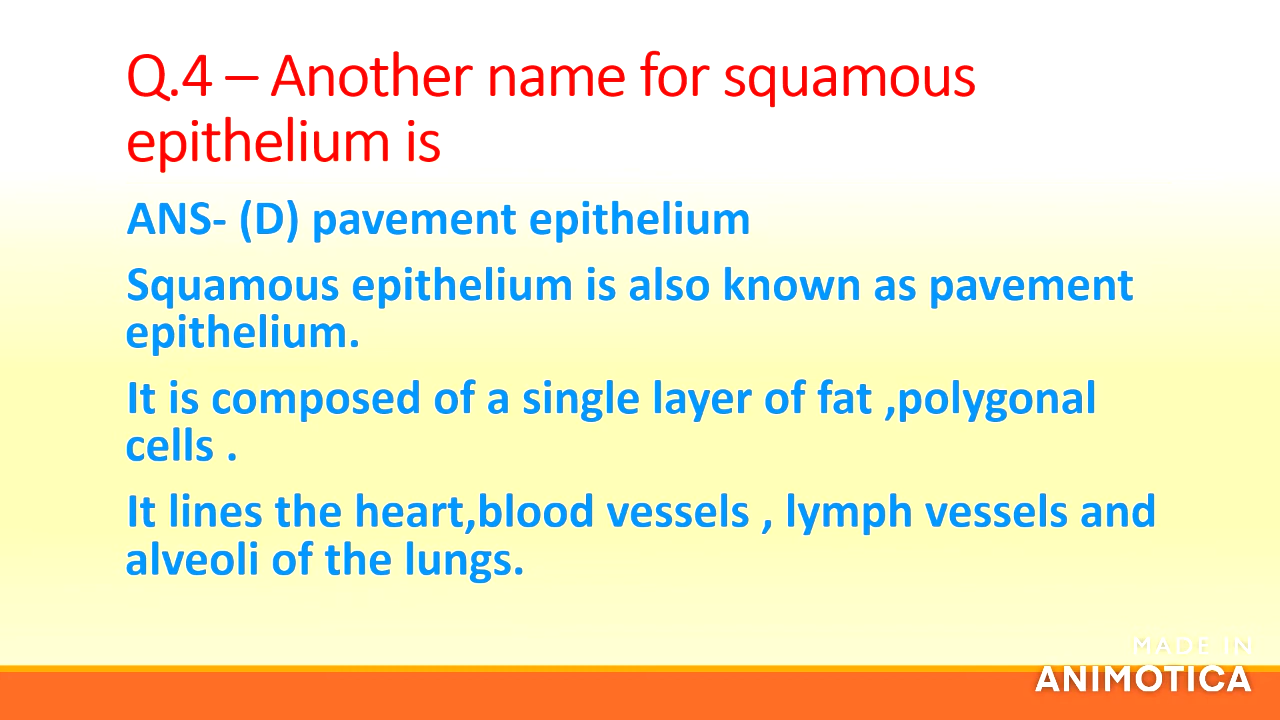 Q.4 – Another name for squamous
epithelium is
ANS- (D) pavement epithelium
Squamous epithelium is also known as pavement
epithelium.
It is composed of a single layer of fat ,polygonal
cells .
It lines the heart,blood vessels , lymph vessels and
alveoli of the lungs.
MADE IN
ANIMOTICA